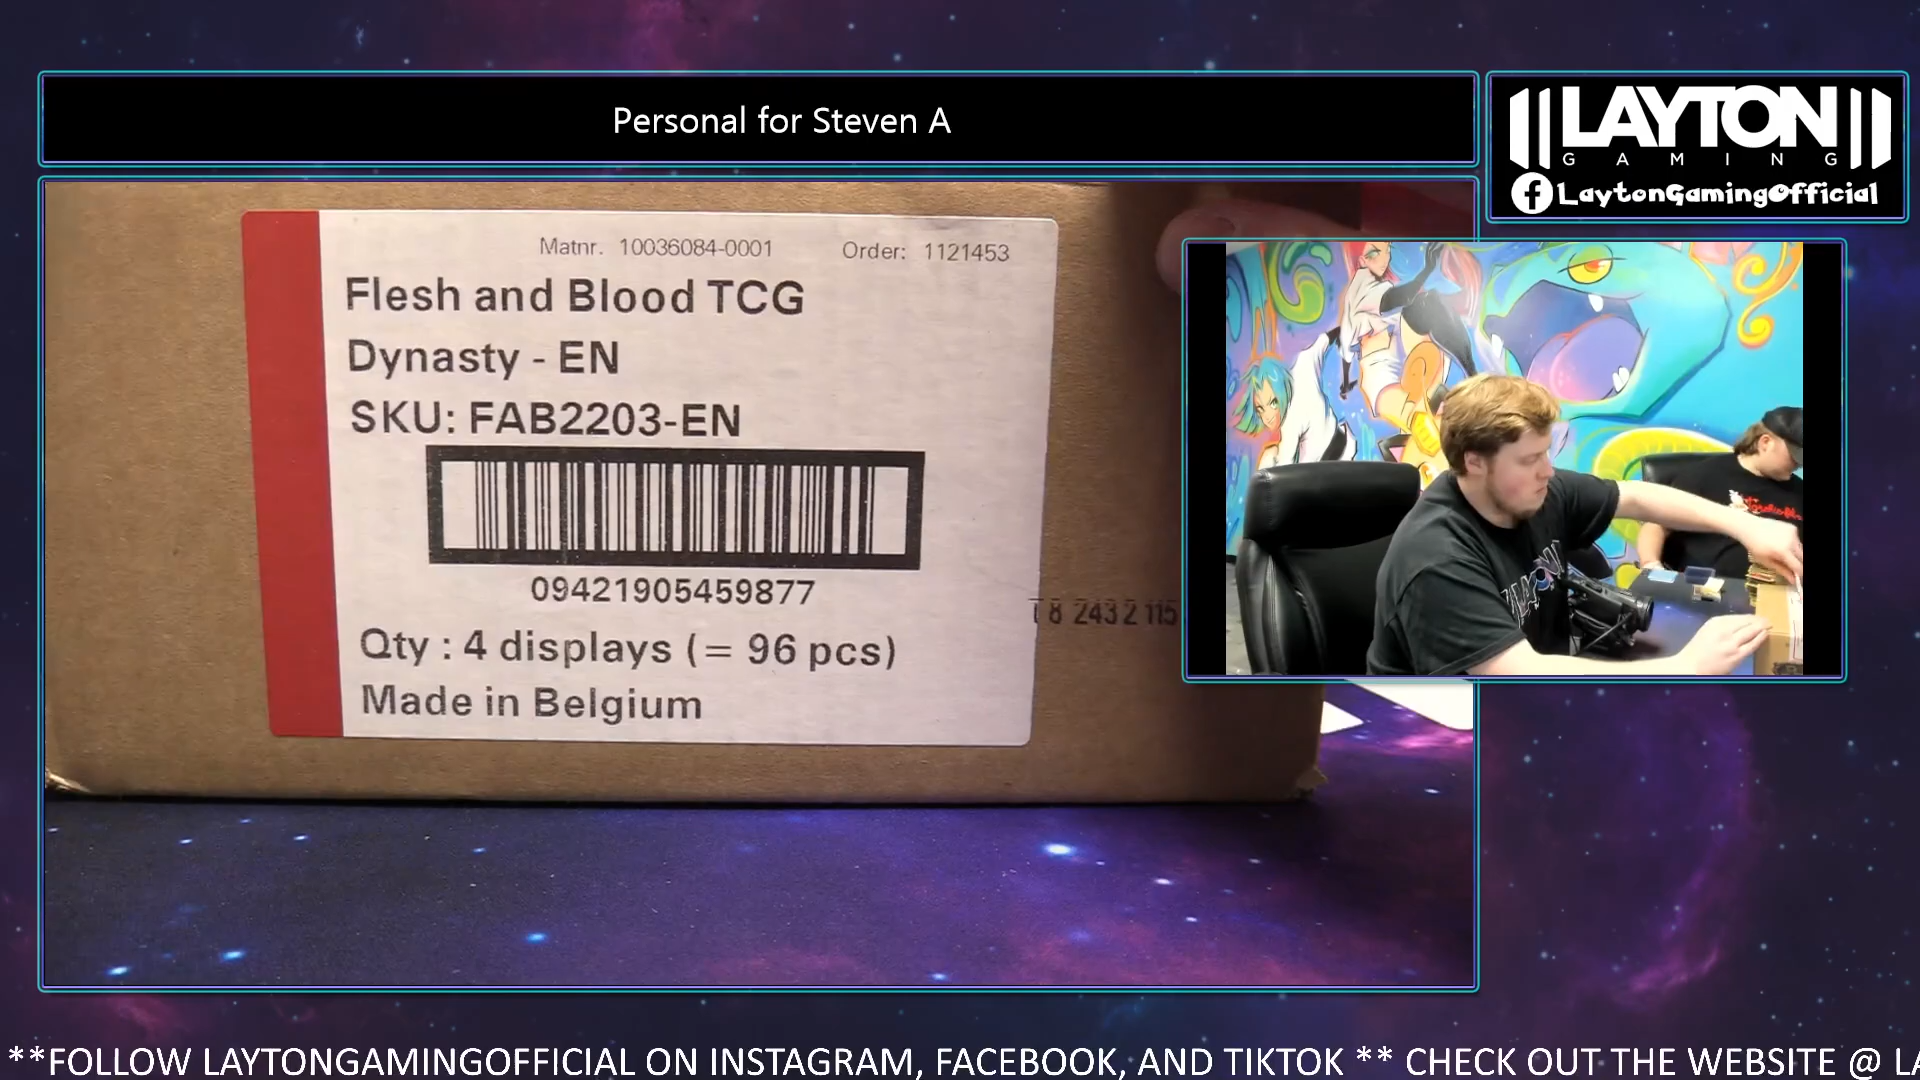 Personal for Steven A
LAYTON
GAMING
LaytonGamingOfficial
Matnr. 10036084-0001 Order: 1121453
Flesh and Blood TCG
Dynasty - EN
SKU: FAB2203-EN
09421905459877
8 243 2 115
Qty : 4 displays (= 96 pcs)
Made in Belgium
**FOLLOW LAYTONGAMINGOFFICIAL ON INSTAGRAM, FACEBOOK, AND TIKTOK ** CHECK OUT THE WEBSITE @ LA